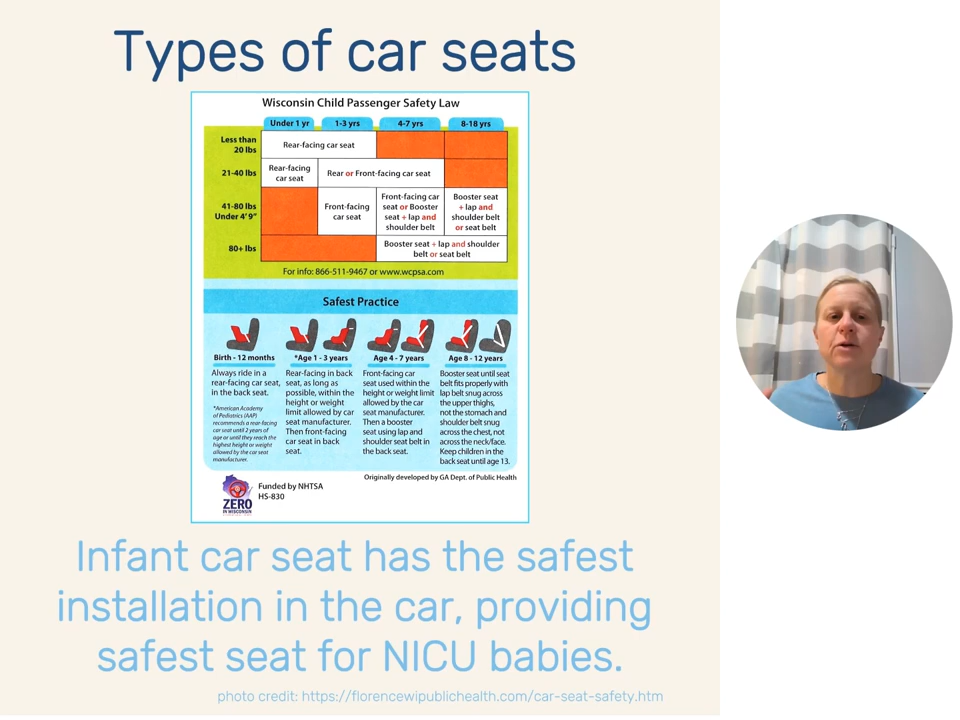 Types of car seats
Wisconsin Child Passenger Safety Law
Under 1 yr 1-3 yrs 4-7 yrs 8-18 yrs
Less than
20 lbs
Rear-facing car seat
21-40 lbs
Rear-facing
car seat
Rear or Front-facing car seat
41-80 lbs
Under 4'9"
Front-facing
car seat
Front-facing car
seat or Booster
seat + lap and
shoulder belt
Booster seat
+ lap and
shoulder belt
or seat belt
80+ lbs
Booster seat + lap and shoulder
belt or seat belt
For info: 866-511-9467 or www.wcpsa.com
Safest Practice
Birth - 12 months
Always ride in a
rear-facing car seat,
in the back seat.
*American Academy
of Pediatrics (AAP)
recommends a rear-facing
car seat until 2 years of
age or until they reach the
highest height or weight
allowed by the car seat
manufacturer.
*Age 1 - 3 years
Rear-facing in back
seat, as long as
possible, within the
height or weight
limit allowed by car
seat manufacturer.
Then front-facing
car seat in back
seat.
Age 4 - 7 years
Front-facing car
seat used within the
height or weight limit
allowed by the car
seat manufacturer.
Then a booster
seat using lap and
shoulder seat belt in
the back seat.
Age 8 - 12 years
Booster seat until seat
belt fits properly with
lap belt snug across
the upper thighs,
not the stomach and
shoulder belt snug
across the chest, not
across the neck/face.
Keep children in the
back seat until age 13.
ZERO
IN WISCONSIN
Funded by NHTSA
HS-830
Originally developed by GA Dept. of Public Health
Infant car seat has the safest
installation in the car, providing
safest seat for NICU babies.
photo credit: https://florencewipublichealth.com/car-seat-safety.htm